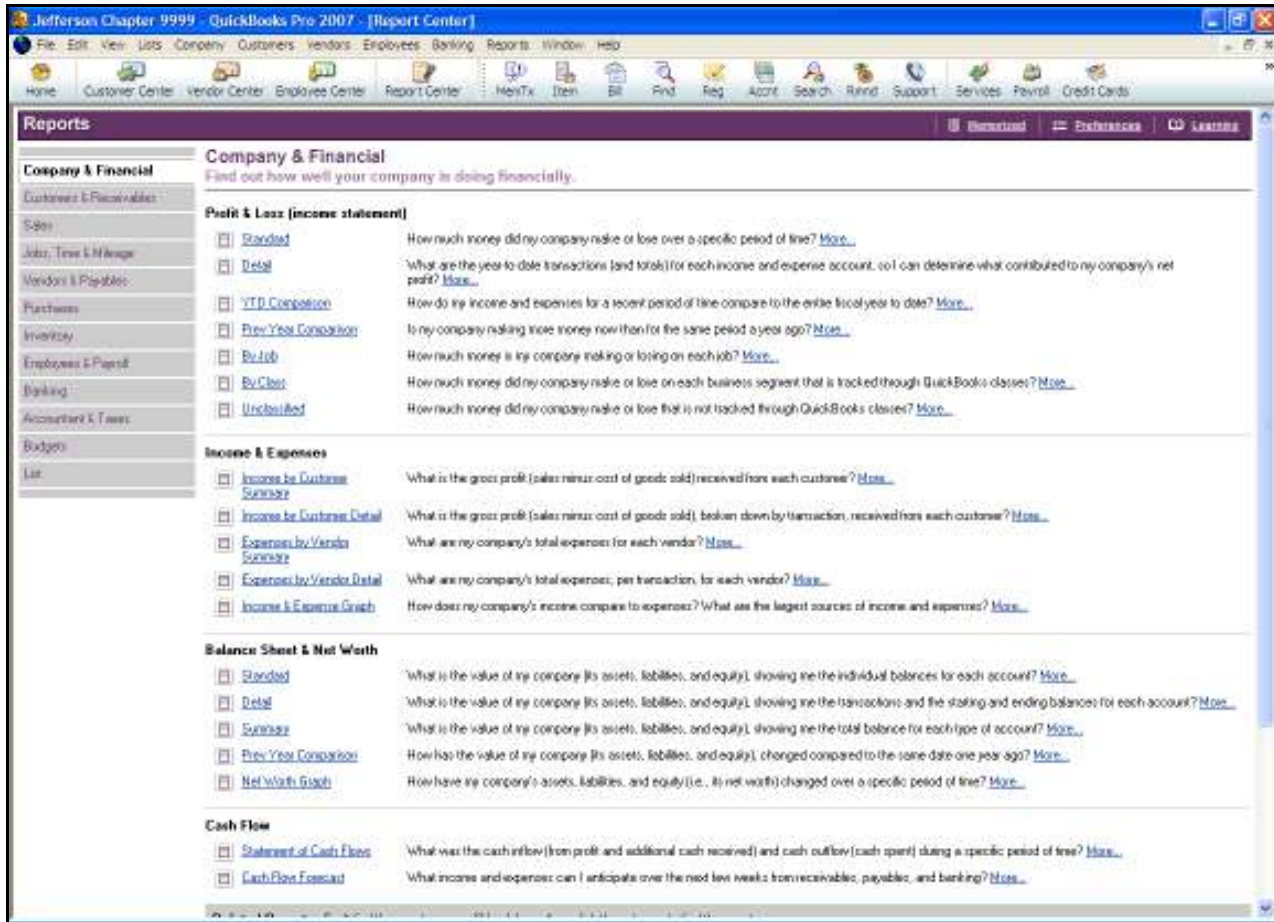 Jefferson Chapter 9999 - QuickBooks Pro 2007 - [Report Center]
File Edit View Lists Company Customers Vendors Employees Banking Reports Window Help
Home Customer Center Vendor Center Employee Center Report Center MemTx Item Bill Find Reg Accnt Search Rmnd Support Services Payroll Credit Cards
Reports Memorized Preferences Learning
Company & Financial
Customers & Receivables
Sales
Jobs, Time & Mileage
Vendors & Payables
Purchases
Inventory
Employees & Payroll
Banking
Accountant & Taxes
Budgets
List
Company & Financial
Find out how well your company is doing financially.
Profit & Loss (income statement)
Standard How much money did my company make or lose over a specific period of time? More...
Detail What are the year to date transactions (and totals) for each income and expense account, so I can determine what contributed to my company's net
profit? More...
YTD Comparison How do my income and expenses for a recent period of time compare to the entire fiscal year to date? More...
Prev Year Comparison Is my company making more money now than for the same period a year ago? More...
By Job How much money is my company making or losing on each job? More...
By Class How much money did my company make or lose on each business segment that is tracked through QuickBooks classes? More...
Unclassified How much money did my company make or lose that is not tracked through QuickBooks classes? More...
Income & Expenses
Income by Customer What is the gross profit (sales minus cost of goods sold) received from each customer? More...
Summary
Income by Customer Detail What is the gross profit (sales minus cost of goods sold), broken down by transaction, received from each customer? More...
Expenses by Vendor What are my company's total expenses for each vendor? More...
Summary
Expenses by Vendor Detail What are my company's total expenses, per transaction, for each vendor? More...
Income & Expense Graph How does my company's income compare to expenses? What are the largest sources of income and expenses? More...
Balance Sheet & Net Worth
Standard What is the value of my company (its assets, liabilities, and equity), showing me the individual balances for each account? More...
Detail What is the value of my company (its assets, liabilities, and equity), showing me the transactions and the starting and ending balances for each account? More...
Summary What is the value of my company (its assets, liabilities, and equity), showing me the total balance for each type of account? More...
Prev Year Comparison How has the value of my company (its assets, liabilities, and equity), changed compared to the same date one year ago? More...
Net Worth Graph How have my company's assets, liabilities, and equity (i.e., its net worth) changed over a specific period of time? More...
Cash Flow
Statement of Cash Flows What was the cash inflow (from profit and additional cash received) and cash outflow (cash spent) during a specific period of time? More...
Cash Flow Forecast What income and expenses can I anticipate over the next few weeks from receivables, payables, and banking? More...